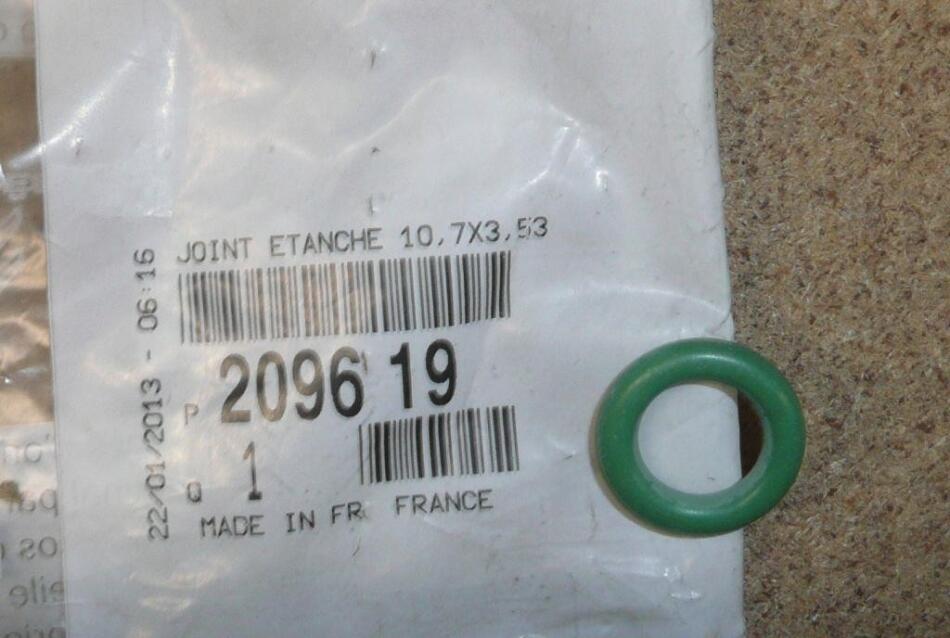 JOINT ETANCHE 10,7X3,53
22/01/2013 - 06:16
P 2096 19
Q 1
MADE IN FR FRANCE